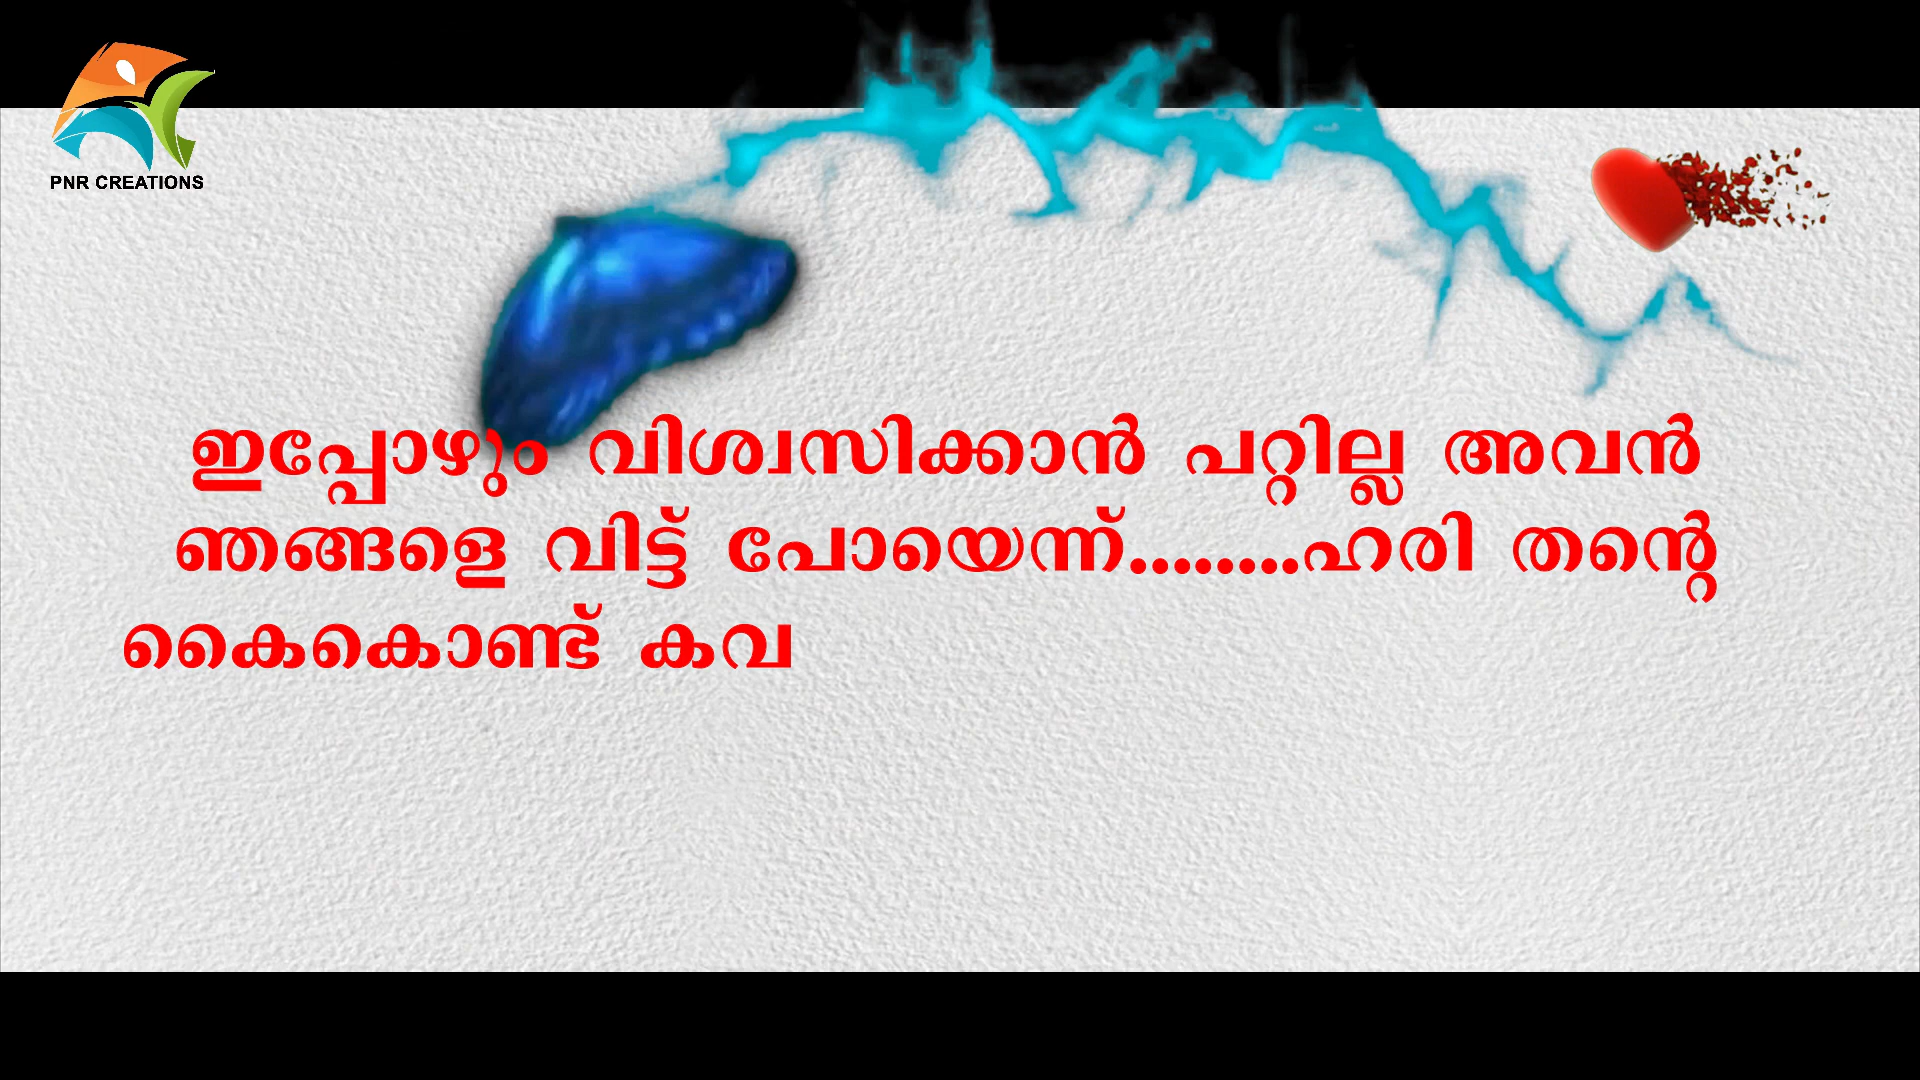 PNR CREATIONS
ഇപ്പോഴും വിശ്വസിക്കാൻ പറ്റില്ല അവൻ
ഞങ്ങളെ വിട്ട് പോയെന്ന്........ഹരി തന്റെ
കൈകൊണ്ട് കവ